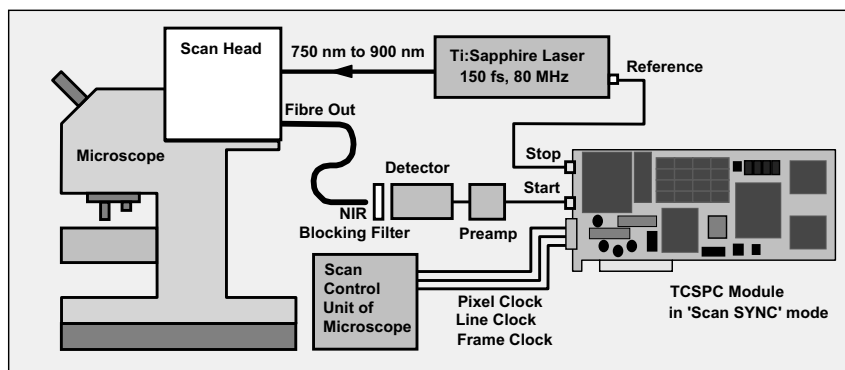 Scan Head
750 nm to 900 nm
Ti:Sapphire Laser
150 fs, 80 MHz
Reference
Fibre Out
Microscope
Detector
Stop
Start
NIR
Blocking Filter
Preamp
Scan
Control
Unit of
Microscope
Pixel Clock
Line Clock
Frame Clock
TCSPC Module
in 'Scan SYNC' mode